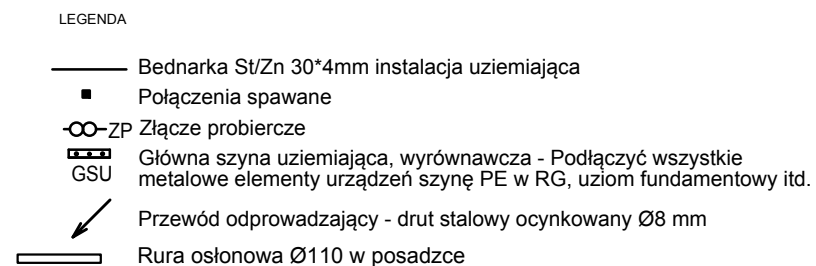 LEGENDA
Bednarka St/Zn 30*4mm instalacja uziemiająca
Połączenia spawane
ZP Złącze probiercze
GSU Główna szyna uziemiająca, wyrównawcza - Podłączyć wszystkie
metalowe elementy urządzeń szynę PE w RG, uziom fundamentowy itd.
Przewód odprowadzający - drut stalowy ocynkowany Ø8 mm
Rura osłonowa Ø110 w posadzce